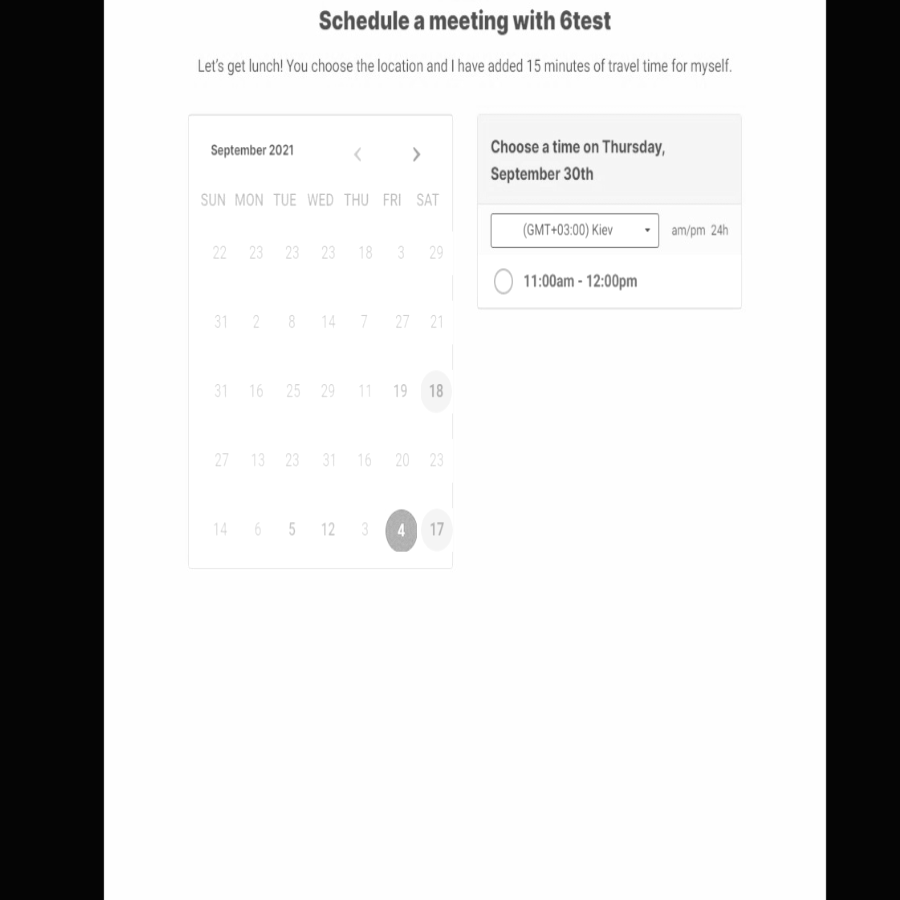 Schedule a meeting with 6test
Let's get lunch! You choose the location and I have added 15 minutes of travel time for myself.
September 2021
SUN MON TUE WED THU FRI SAT
22 23 23 23 18 3 29
31 2 8 14 7 27 21
31 16 25 29 11 19 18
27 13 23 31 16 20 23
14 6 5 12 3 4 17
Choose a time on Thursday,
September 30th
(GMT+03:00) Kiev am/pm 24h
11:00am - 12:00pm